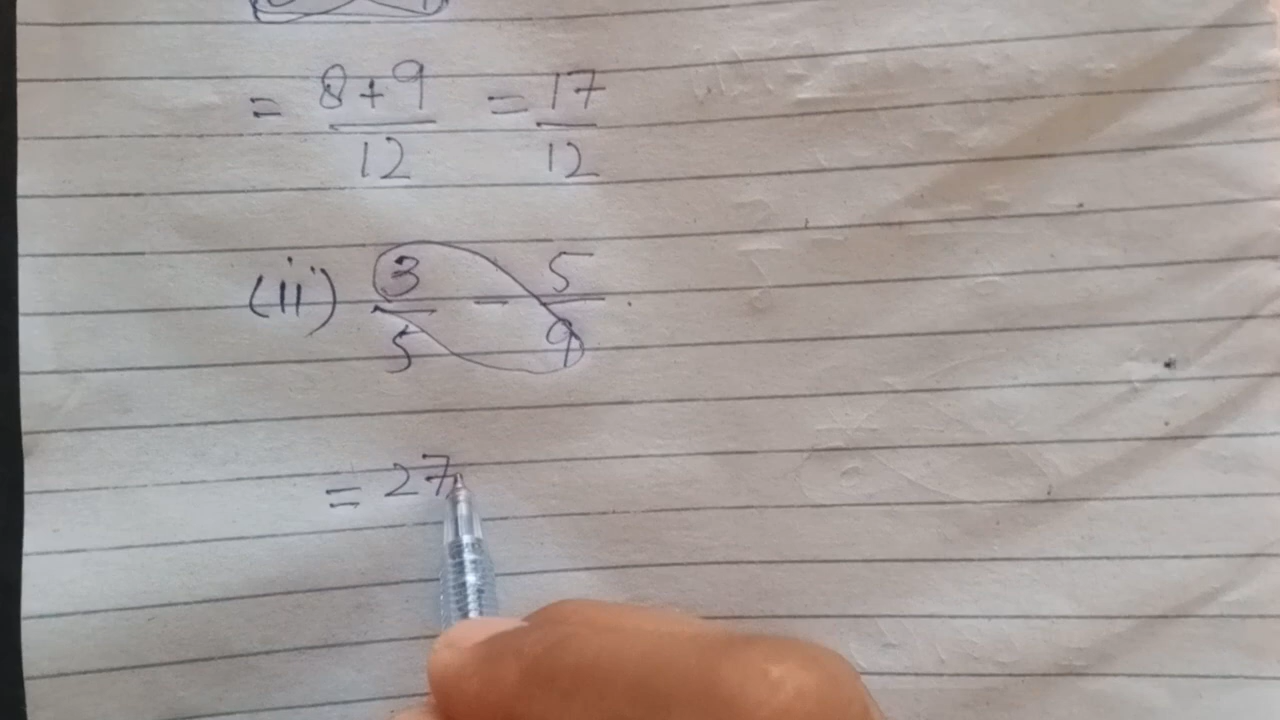 = 8+9/12 = 17/12
(ii) 3/5 - 5/9
= 27